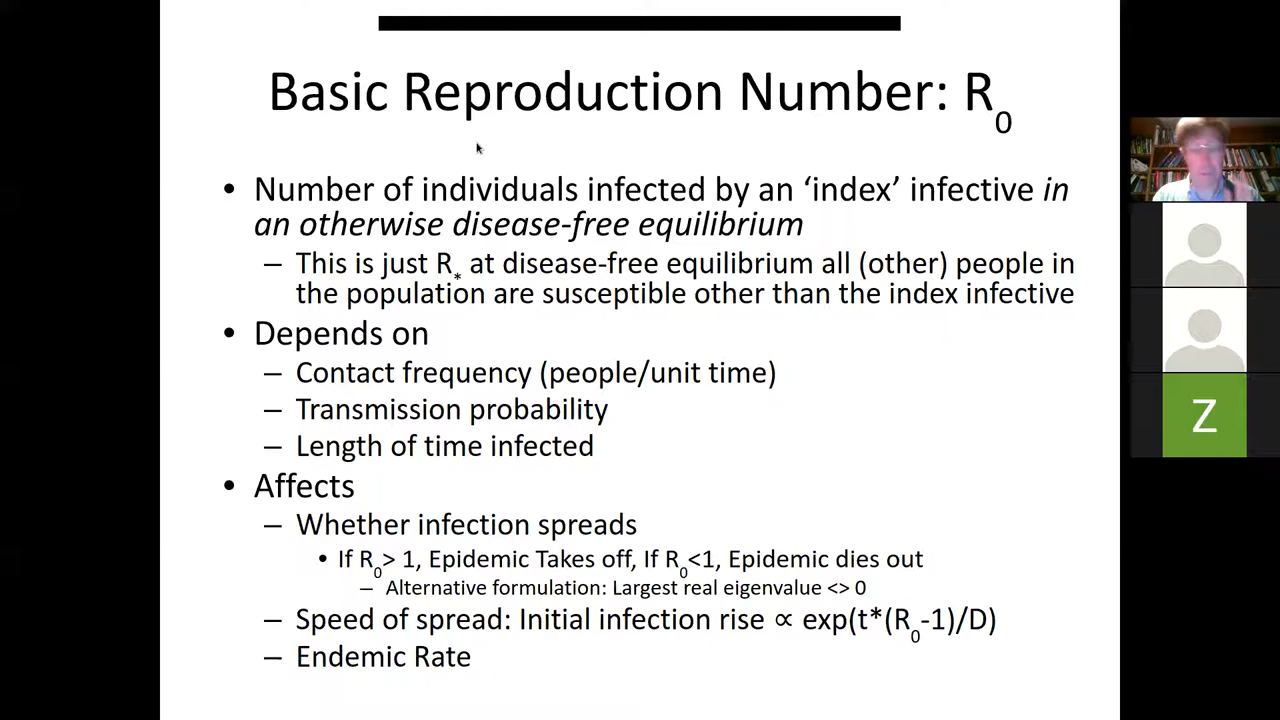 Basic Reproduction Number: R0
• Number of individuals infected by an ‘index’ infective in
an otherwise disease-free equilibrium
– This is just R* at disease-free equilibrium all (other) people in
the population are susceptible other than the index infective
• Depends on
– Contact frequency (people/unit time)
– Transmission probability
– Length of time infected
• Affects
– Whether infection spreads
• If R0> 1, Epidemic Takes off, If R0<1, Epidemic dies out
– Alternative formulation: Largest real eigenvalue <> 0
– Speed of spread: Initial infection rise ∝ exp(t*(R0-1)/D)
– Endemic Rate
Z